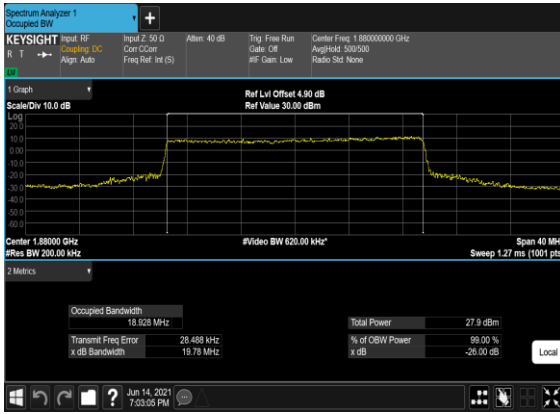 Spectrum Analyzer 1
Occupied BW
KEYSIGHT
R T
LXI
Input: RF
Coupling: DC
Align: Auto
Input Z: 50 Ω
Corr CCorr
Freq Ref: Int (S)
Atten: 40 dB
Trig: Free Run
Gate: Off
#IF Gain: Low
Center Freq: 1.880000000 GHz
Avg|Hold: 500/500
Radio Std: None
1 Graph
Scale/Div 10.0 dB
Ref Lvl Offset 4.90 dB
Ref Value 30.00 dBm
Log
20.0
10.0
0.00
-10.0
-20.0
-30.0
-40.0
-50.0
-60.0
Center 1.88000 GHz
#Res BW 200.00 kHz
#Video BW 620.00 kHz*
Span 40 MH
Sweep 1.27 ms (1001 pts
2 Metrics
Occupied Bandwidth
18.928 MHz
Transmit Freq Error 28.488 kHz
x dB Bandwidth 19.78 MHz
Total Power 27.9 dBm
% of OBW Power 99.00 %
x dB -26.00 dB
Local
?
Jun 14, 2021
7:03:05 PM